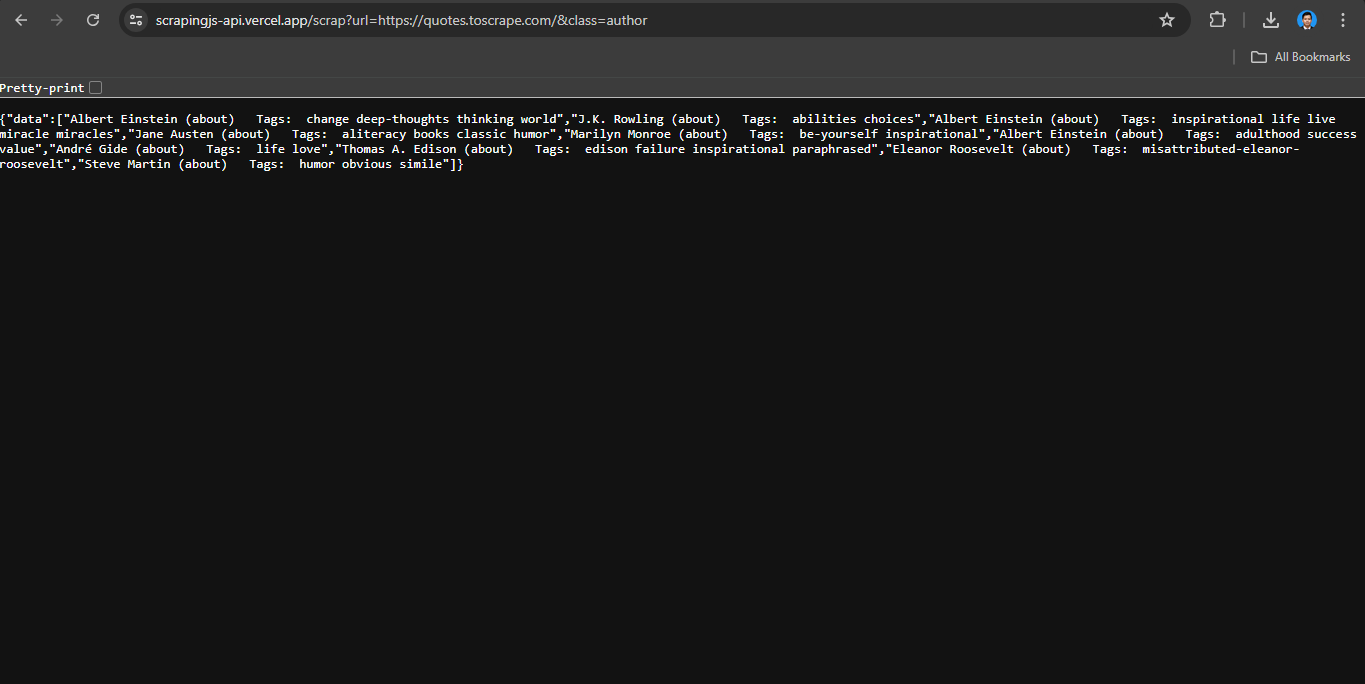 scrapingjs-api.vercel.app/scrap?url=https://quotes.toscrape.com/&class=author
All Bookmarks
Pretty-print
{"data":["Albert Einstein (about)   Tags:  change deep-thoughts thinking world","J.K. Rowling (about)   Tags:  abilities choices","Albert Einstein (about)   Tags:  inspirational life live
miracle miracles","Jane Austen (about)   Tags:  aliteracy books classic humor","Marilyn Monroe (about)   Tags:  be-yourself inspirational","Albert Einstein (about)   Tags:  adulthood success
value","André Gide (about)   Tags:  life love","Thomas A. Edison (about)   Tags:  edison failure inspirational paraphrased","Eleanor Roosevelt (about)   Tags:  misattributed-eleanor-
roosevelt","Steve Martin (about)   Tags:  humor obvious simile"]}